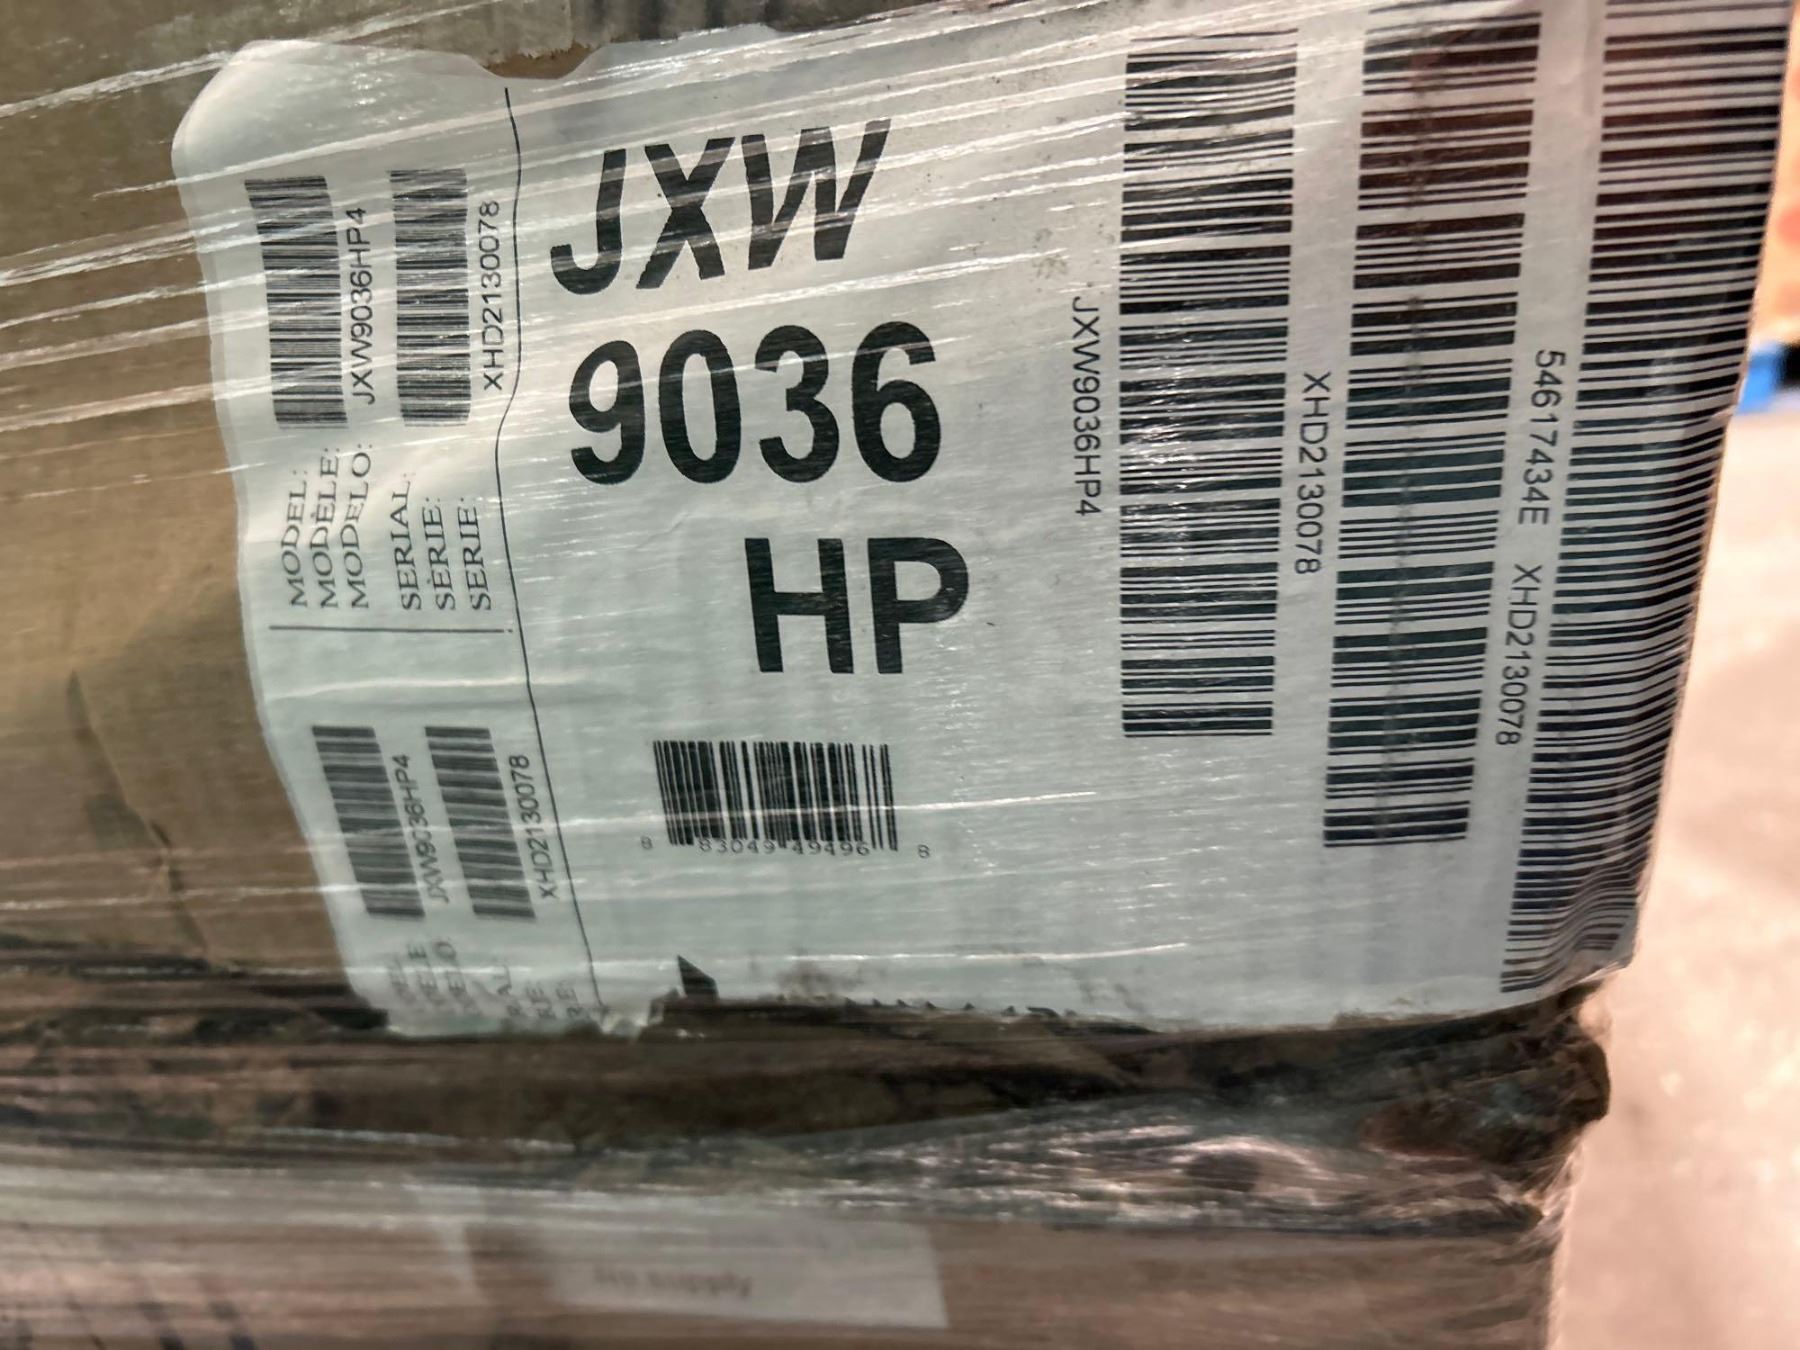 MODEL:
MODÈLE:
MODELO:
JXW9036HP4
SERIAL:
SÈRIE:
SERIE:
XHD2130078
JXW
9036
HP
8 83049 49496 8
JXW9036HP4
XHD2130078
54617434E XHD2130078
JXW9036HP4
XHD2130078